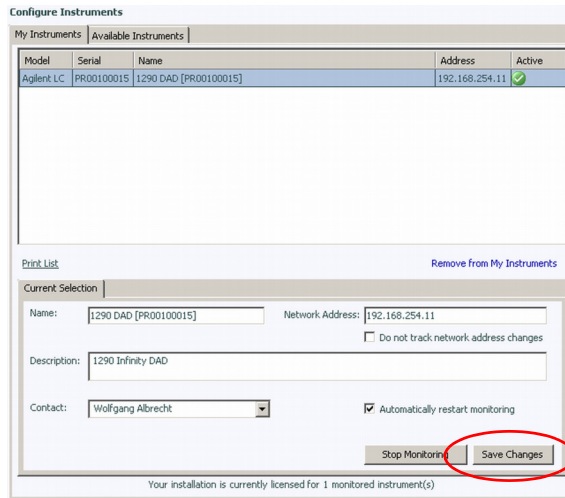 Configure Instruments
My Instruments Available Instruments
Model Serial Name Address Active
Agilent LC PR00100015 1290 DAD [PR00100015] 192.168.254.11
Print List Remove from My Instruments
Current Selection
Name: 1290 DAD [PR00100015] Network Address: 192.168.254.11
Do not track network address changes
Description: 1290 Infinity DAD
Contact: Wolfgang Albrecht Automatically restart monitoring
Stop Monitoring Save Changes
Your installation is currently licensed for 1 monitored instrument(s)